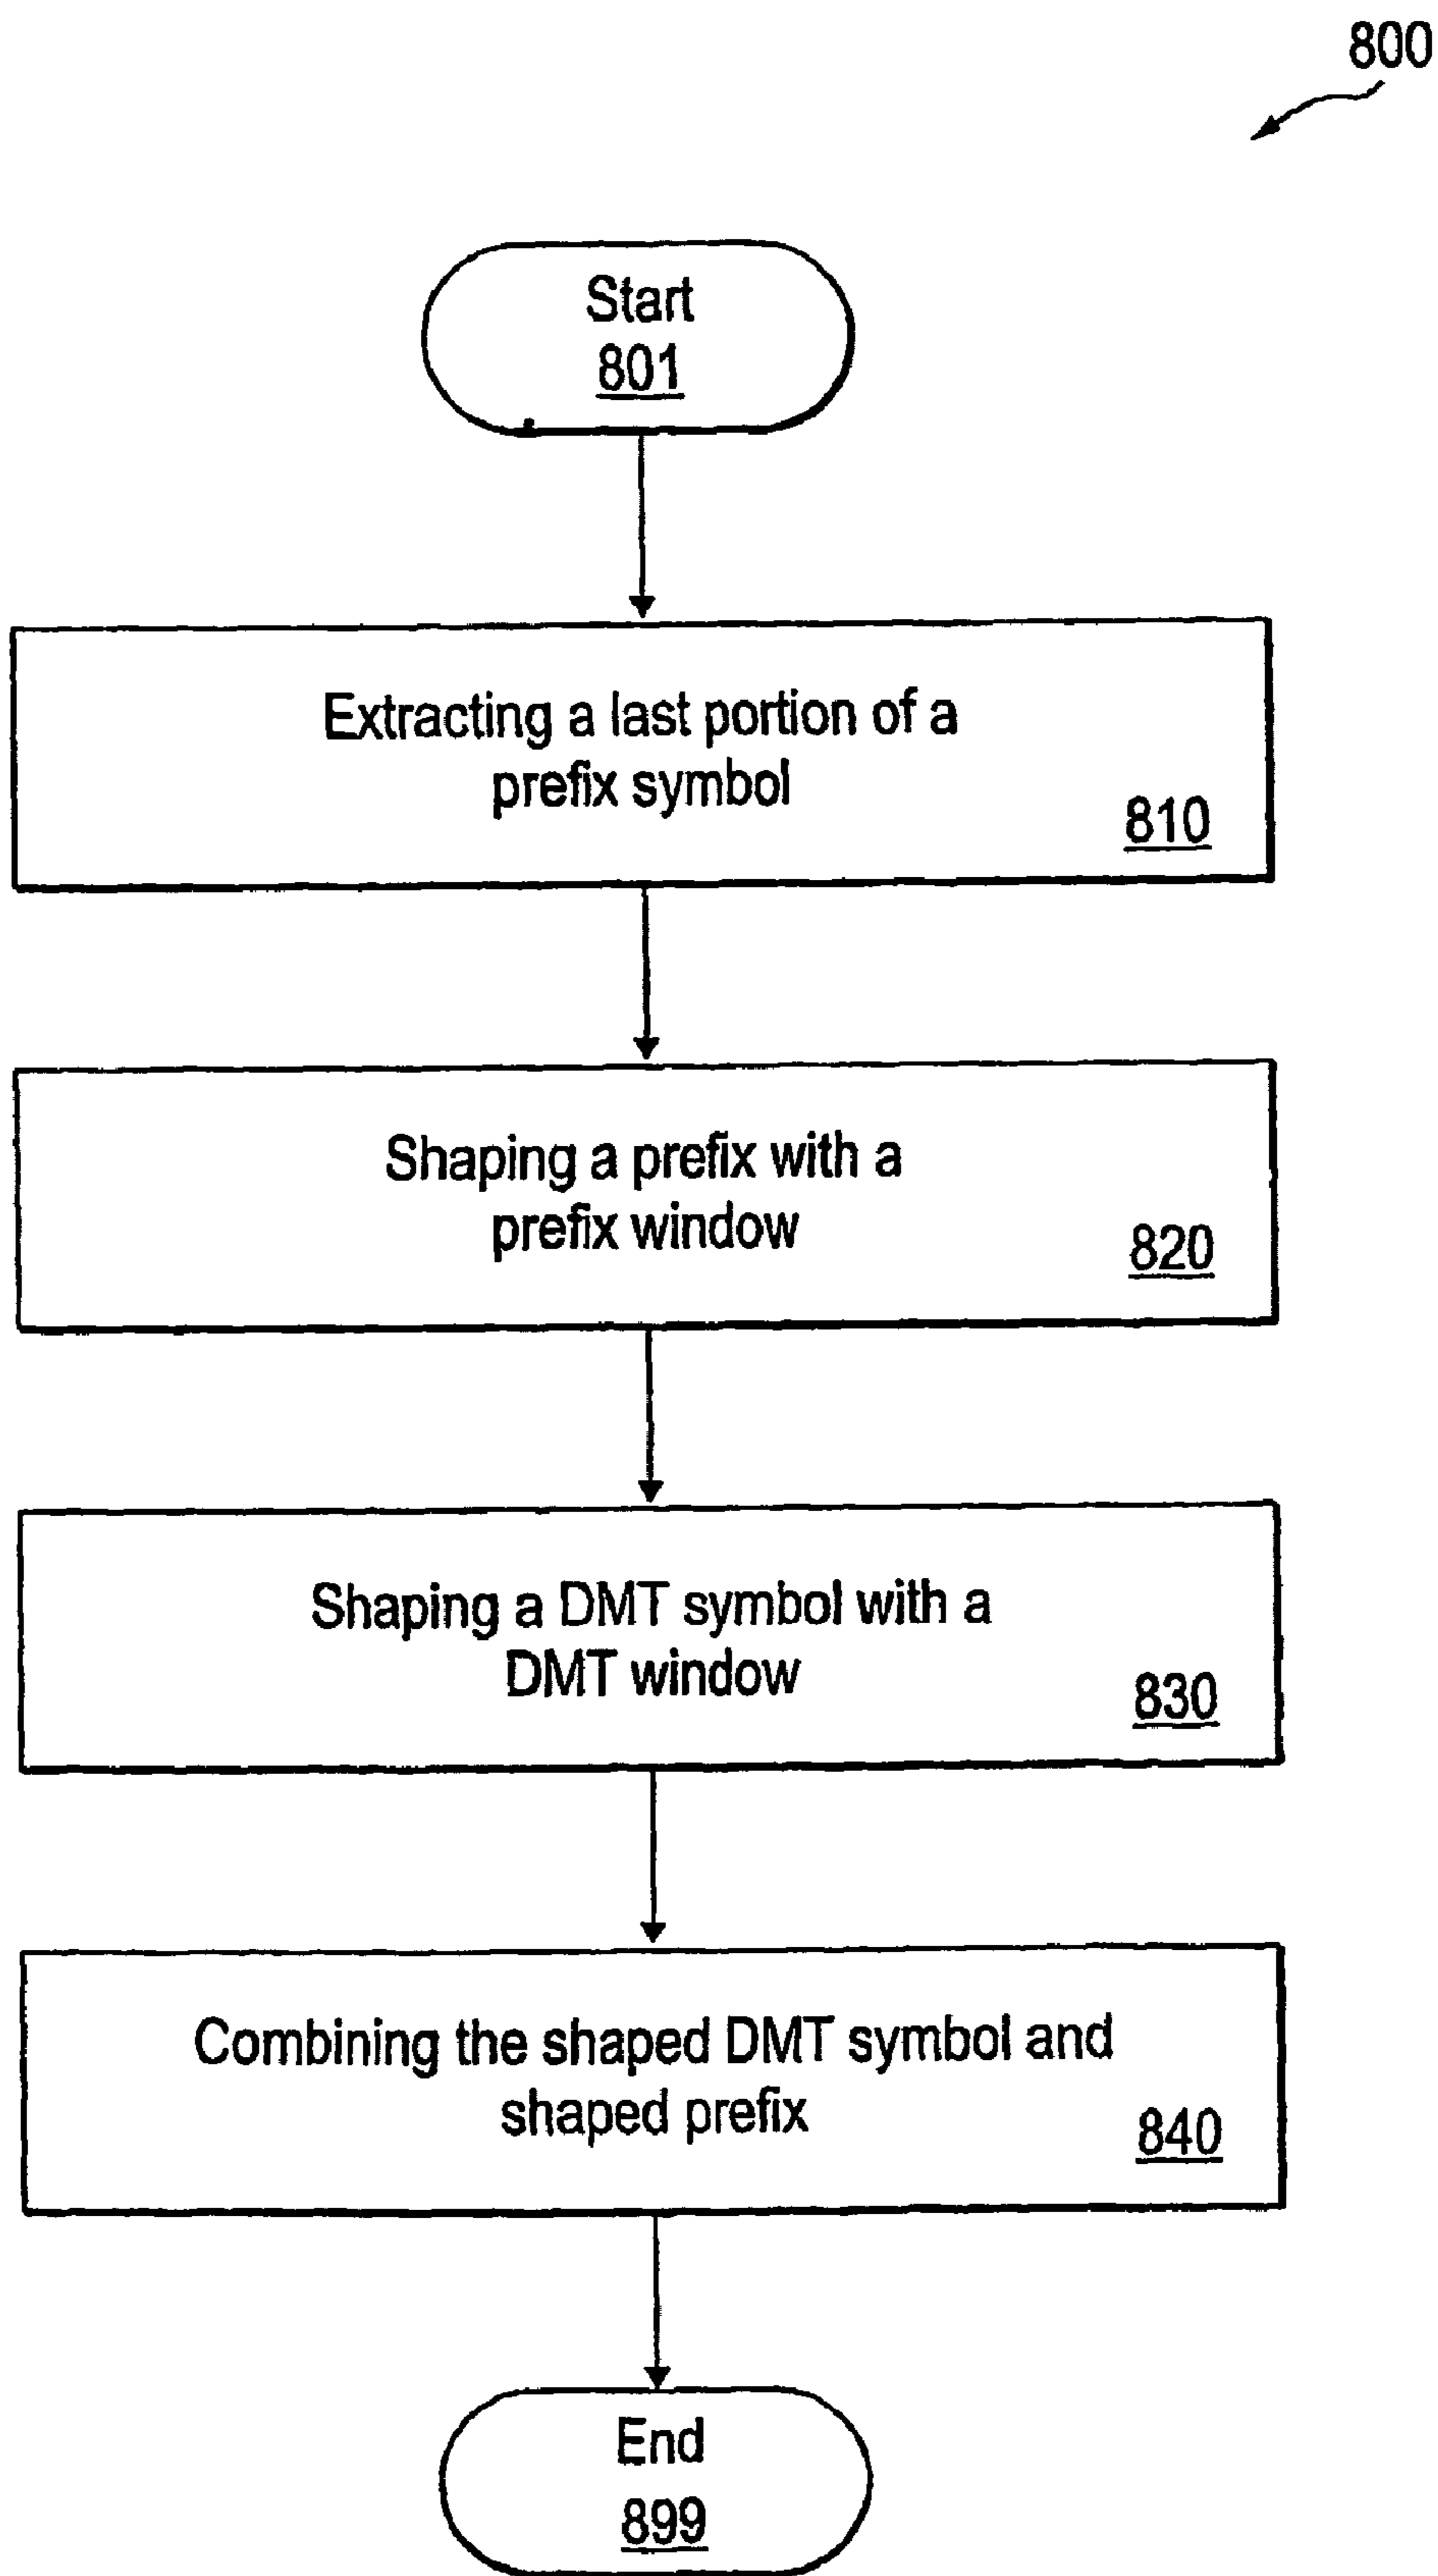 800
Start
801
Extracting a last portion of a
prefix symbol
810
Shaping a prefix with a
prefix window
820
Shaping a DMT symbol with a
DMT window
830
Combining the shaped DMT symbol and
shaped prefix
840
End
899